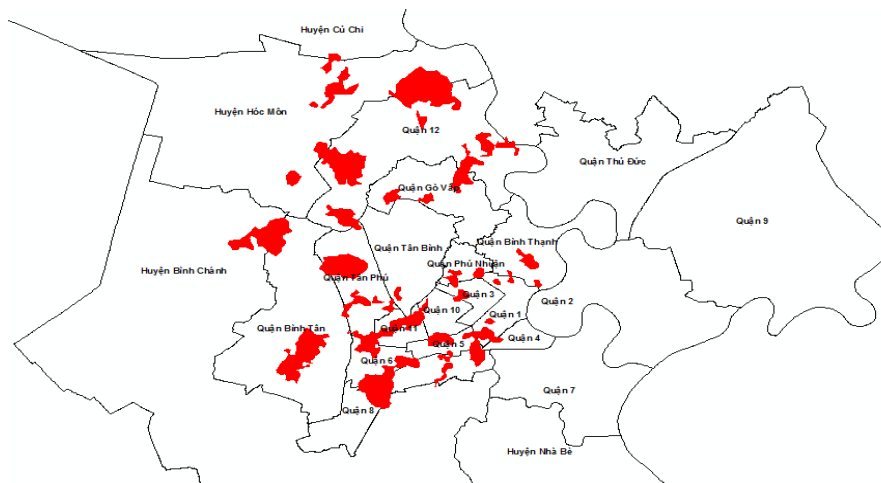 Huyện Củ Chi
Huyện Hóc Môn
Quận 12
Quận Thủ Đức
Quận Gò Vấp
Quận 9
Quận Tân Bình
Quận Bình Thạnh
Huyện Bình Chánh
Quận Phú Nhuận
Quận Tân Phú
Quận 3
Quận 2
Quận 10
Quận 1
Quận 11
Quận Bình Tân
Quận 4
Quận 5
Quận 6
Quận 7
Quận 8
Huyện Nhà Bè